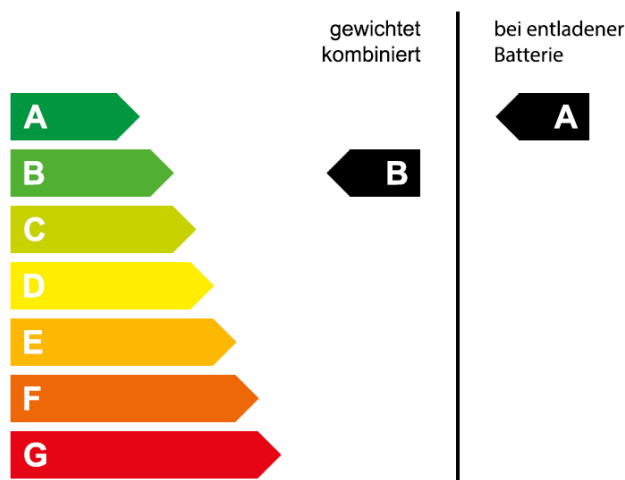 gewichtet
kombiniert
bei entladener
Batterie
A
A
B
B
C
D
E
F
G